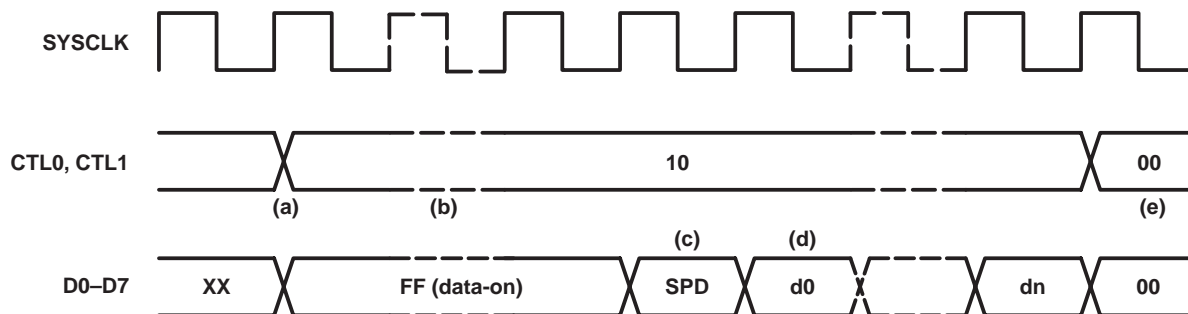 SYSCLK
CTL0, CTL1
10
00
(a)
(b)
(e)
(c)
(d)
D0–D7
XX
FF (data-on)
SPD
d0
dn
00